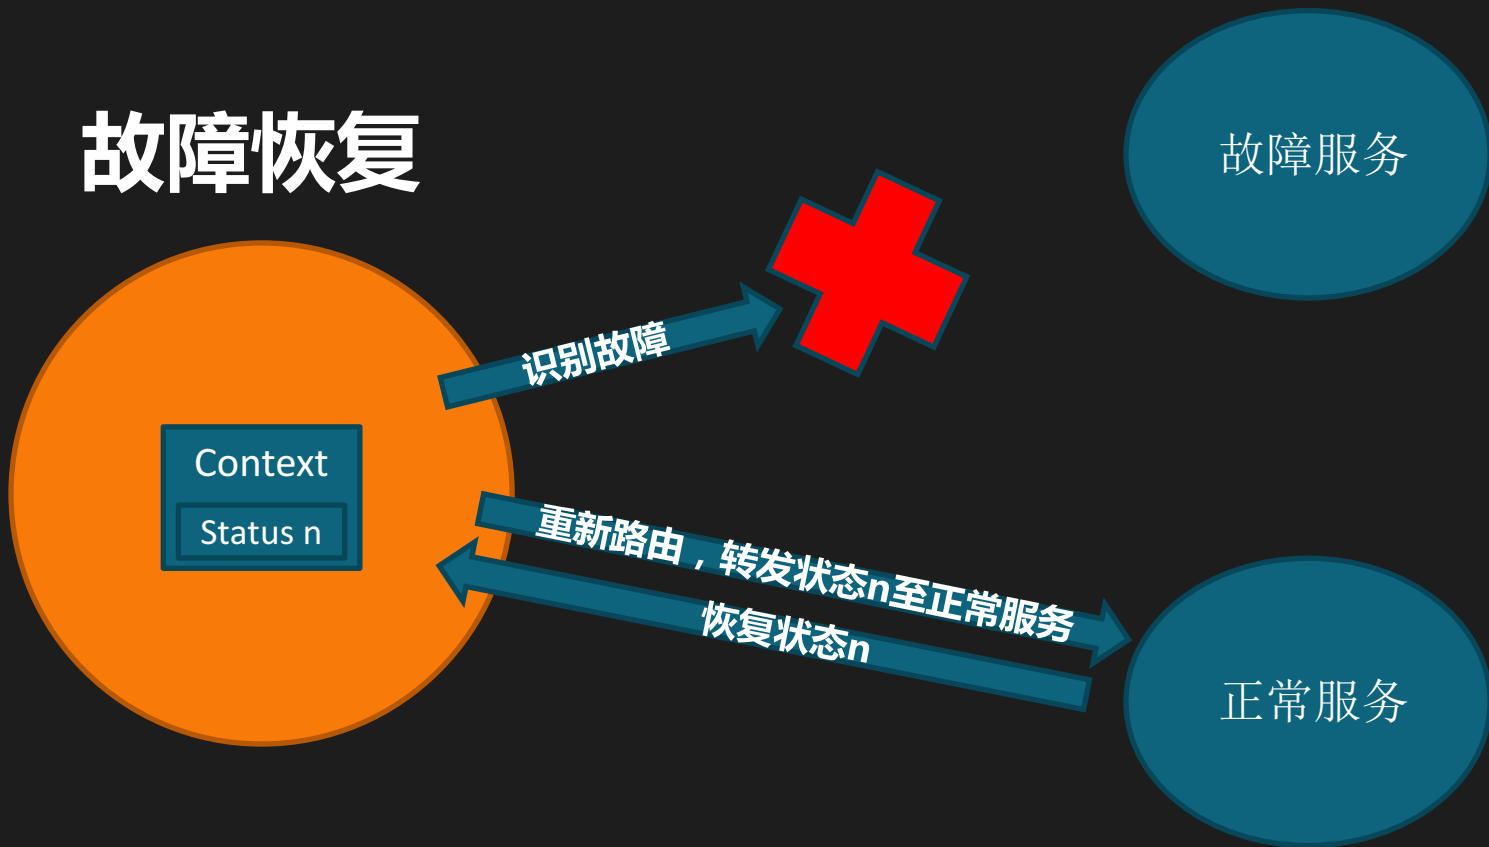 故障恢复
故障服务
识别故障
Context
Status n
重新路由，转发状态n至正常服务
恢复状态n
正常服务